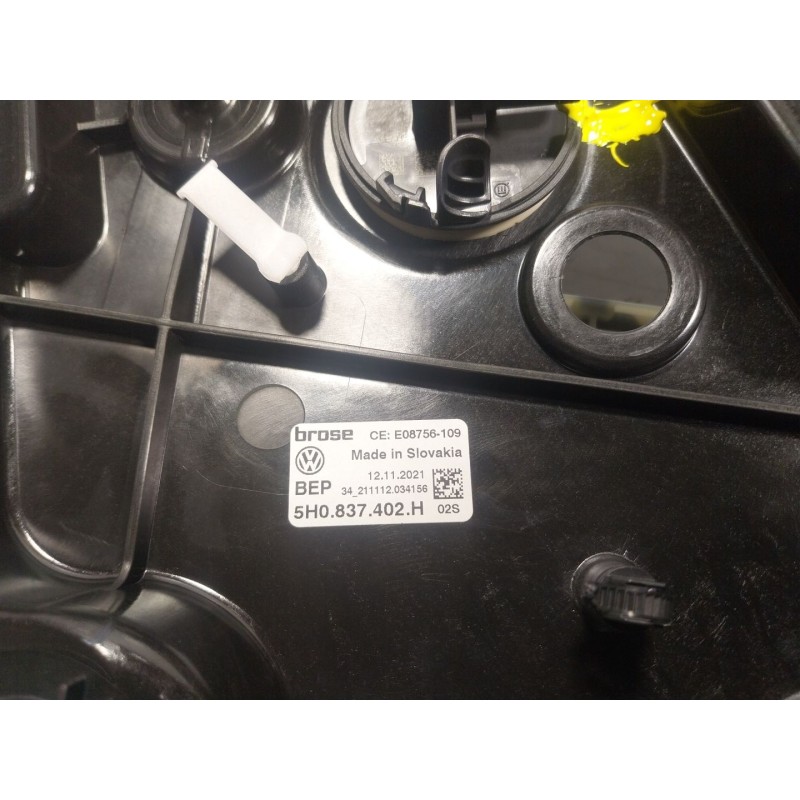 brose CE: E08756-109
Made in Slovakia
12.11.2021
BEP 34_211112.034156
5H0.837.402.H 02S